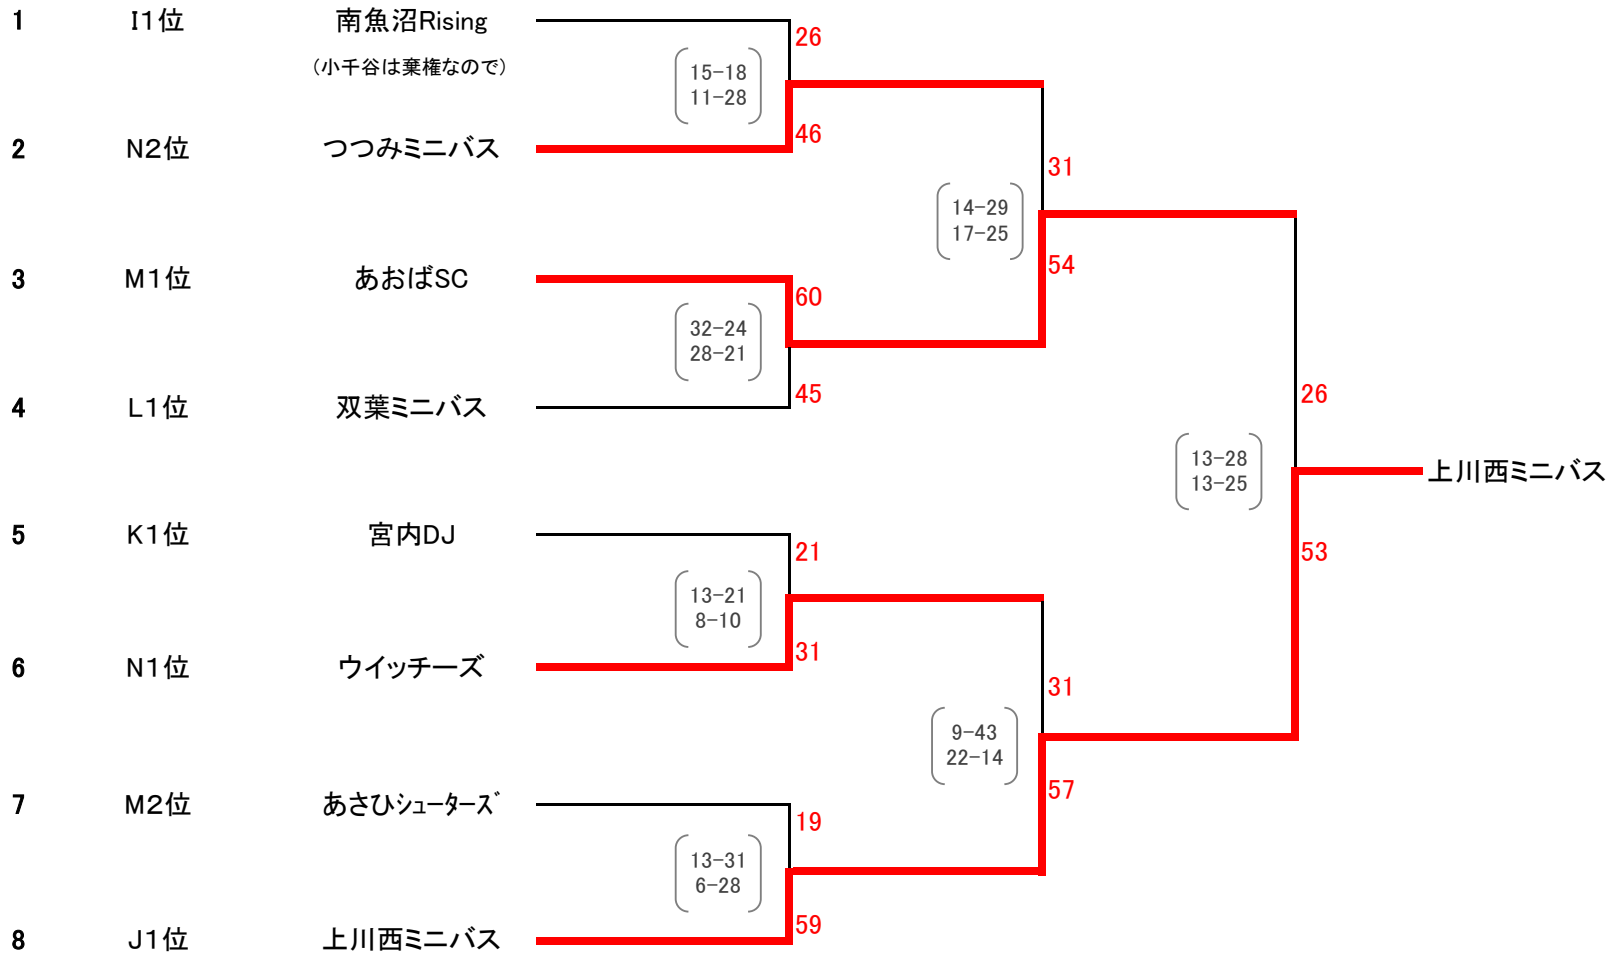 1 I1位 南魚沼Rising
26
(小千谷は棄権なので)
15-18
11-28
46
2 N2位 つつみミニバス
31
14-29
17-25
54
3 M1位 あおばSC
60
32-24
28-21
45
4 L1位 双葉ミニバス
26
13-28
13-25
上川西ミニバス
53
5 K1位 宮内DJ
21
13-21
8-10
31
6 N1位 ウイッチーズ
31
9-43
22-14
57
7 M2位 あさひシューターズ
19
13-31
6-28
59
8 J1位 上川西ミニバス